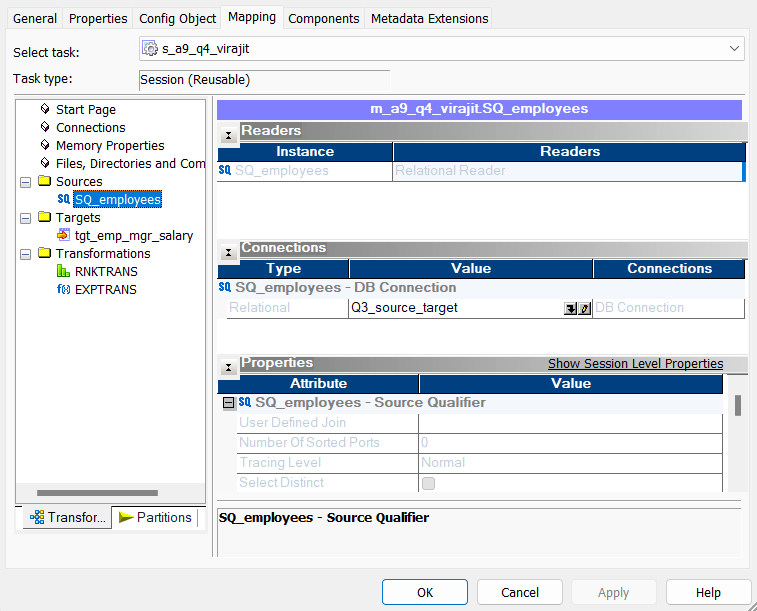 General Properties Config Object Mapping Components Metadata Extensions
Select task: s_a9_q4_virajit
Task type: Session (Reusable)
Start Page
Connections
Memory Properties
Files, Directories and Com
Sources
SQ SQ_employees
Targets
tgt_emp_mgr_salary
Transformations
RNKTRANS
f(x) EXPTRANS
Transfor... Partitions
m_a9_q4_virajit.SQ_employees
Readers
Instance Readers
SQ SQ_employees Relational Reader
Connections
Type Value Connections
SQ SQ_employees - DB Connection
Relational Q3_source_target DB Connection
Properties Show Session Level Properties
Attribute Value
SQ SQ_employees - Source Qualifier
User Defined Join
Number Of Sorted Ports 0
Tracing Level Normal
Select Distinct
SQ_employees - Source Qualifier
OK Cancel Apply Help